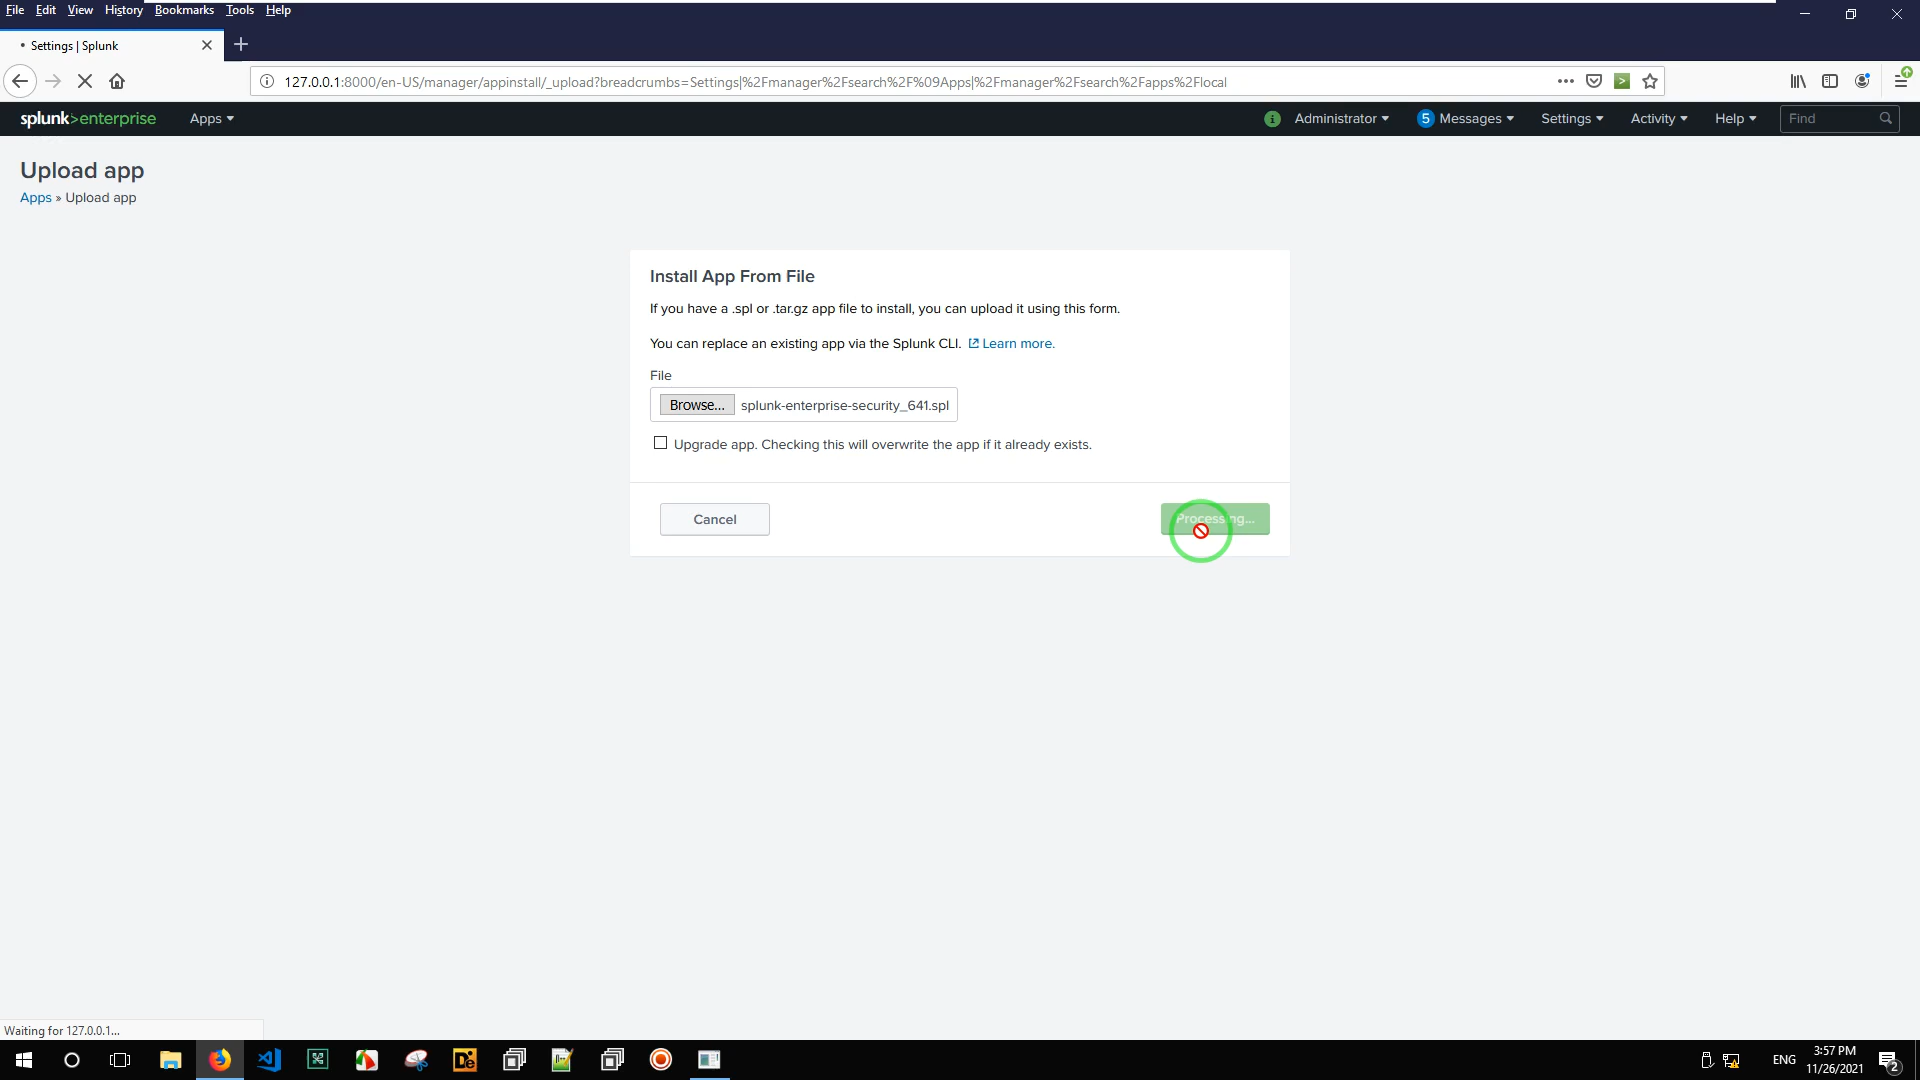 File Edit View History Bookmarks Tools Help
• Settings | Splunk
127.0.0.1:8000/en-US/manager/appinstall/_upload?breadcrumbs=Settings|%2Fmanager%2Fsearch%2F%09Apps|%2Fmanager%2Fsearch%2Fapps%2Flocal
splunk>enterprise Apps Administrator 5 Messages Settings Activity Help Find
Upload app
Apps » Upload app
Install App From File
If you have a .spl or .tar.gz app file to install, you can upload it using this form.
You can replace an existing app via the Splunk CLI. Learn more.
File
Browse... splunk-enterprise-security_641.spl
Upgrade app. Checking this will overwrite the app if it already exists.
Cancel Processing...
Waiting for 127.0.0.1...
De
ENG 3:57 PM
11/26/2021 2